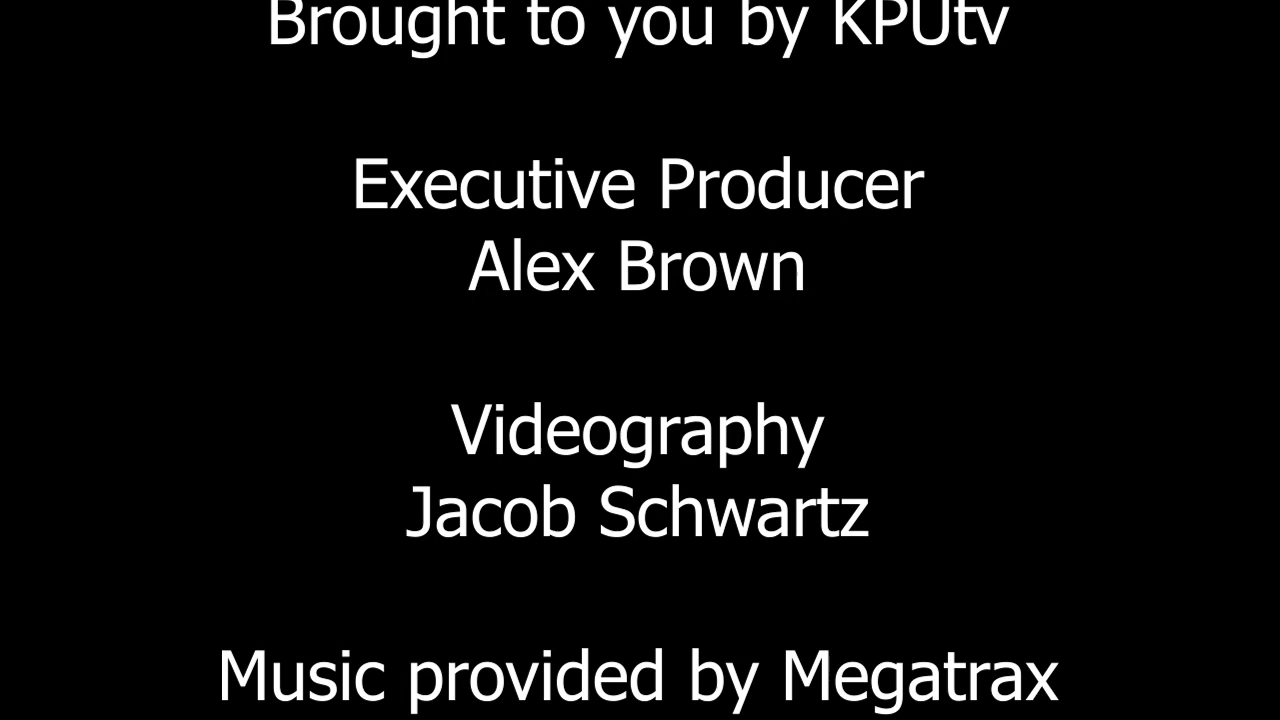 Brought to you by KPUtv
Executive Producer
Alex Brown
Videography
Jacob Schwartz
Music provided by Megatrax